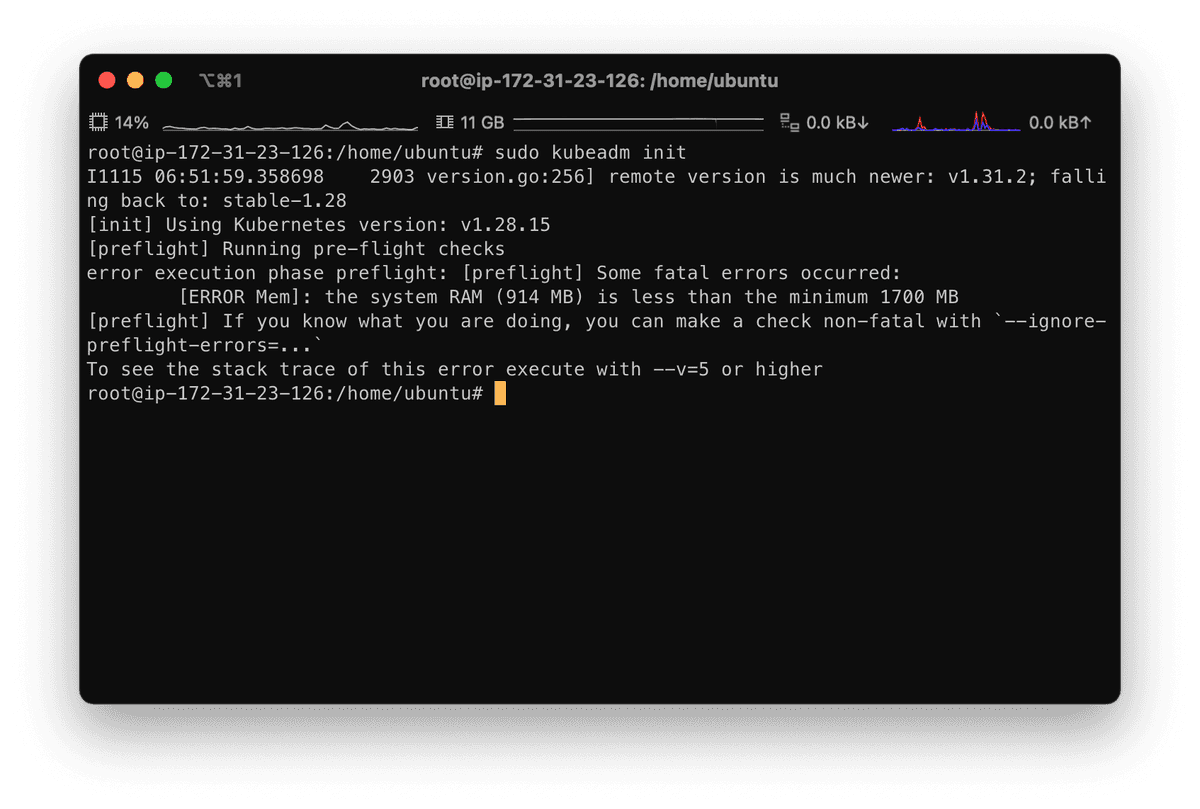 ⌥⌘1
root@ip-172-31-23-126: /home/ubuntu
14% 11 GB 0.0 kB↓ 0.0 kB↑
root@ip-172-31-23-126:/home/ubuntu# sudo kubeadm init
I1115 06:51:59.358698    2903 version.go:256] remote version is much newer: v1.31.2; falli
ng back to: stable-1.28
[init] Using Kubernetes version: v1.28.15
[preflight] Running pre-flight checks
error execution phase preflight: [preflight] Some fatal errors occurred:
        [ERROR Mem]: the system RAM (914 MB) is less than the minimum 1700 MB
[preflight] If you know what you are doing, you can make a check non-fatal with `--ignore-
preflight-errors=...`
To see the stack trace of this error execute with --v=5 or higher
root@ip-172-31-23-126:/home/ubuntu#